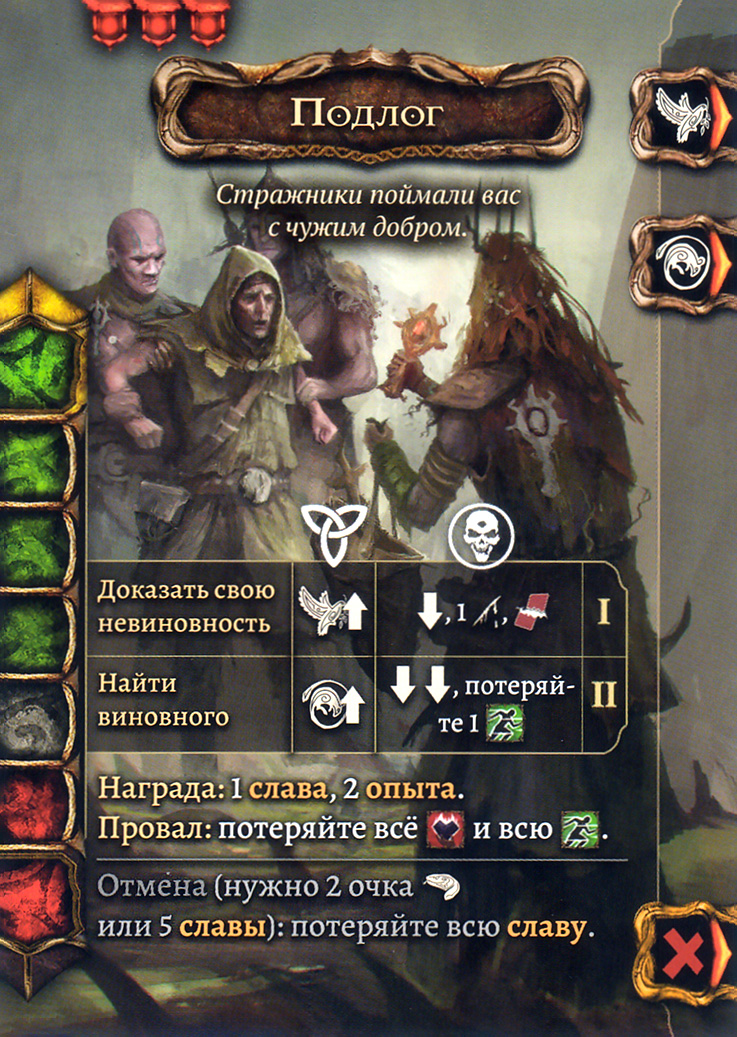 Подлог
Стражники поймали вас
с чужим добром.
Доказать свою
невиновность
, 1 ,
I
Найти
виновного
, потеряй-
те 1
II
Награда: 1 слава, 2 опыта.
Провал: потеряйте всё и всю .
Отмена (нужно 2 очка
или 5 славы): потеряйте всю славу.